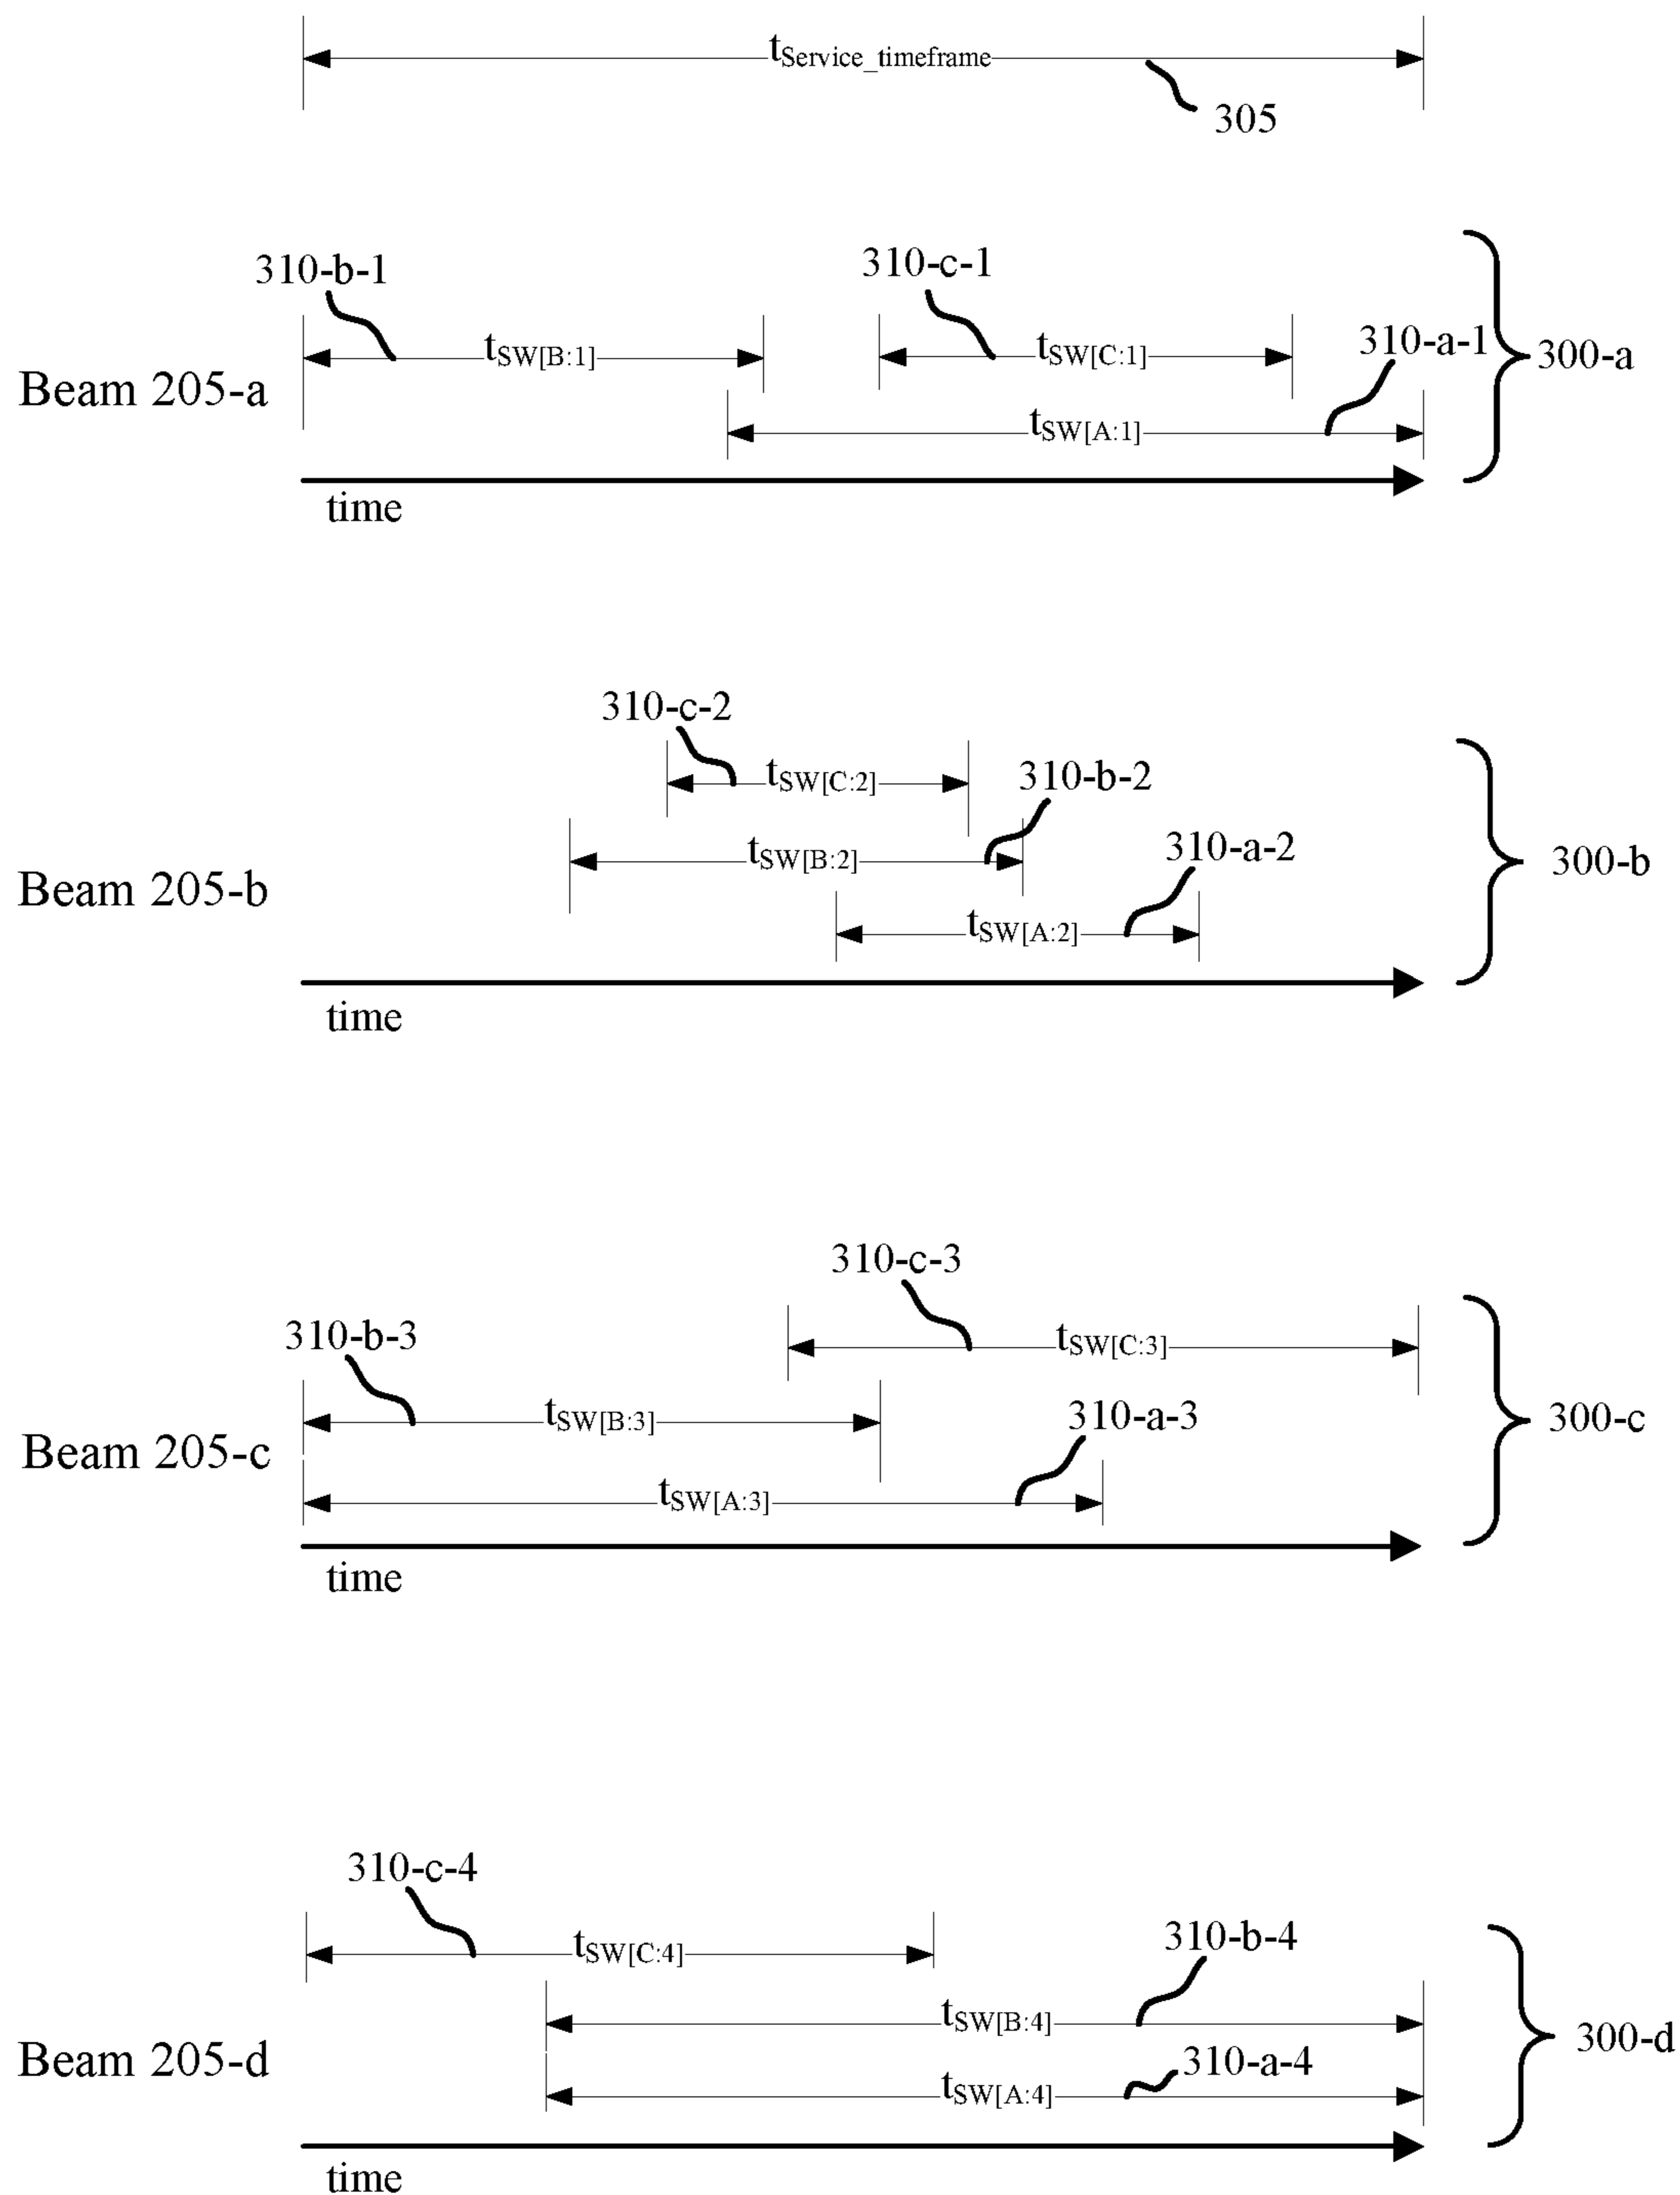 tService_timeframe
305
310-b-1
310-c-1
tSW[B:1]
tSW[C:1]
310-a-1
300-a
Beam 205-a
tSW[A:1]
time
310-c-2
tSW[C:2]
310-b-2
tSW[B:2]
310-a-2
300-b
Beam 205-b
tSW[A:2]
time
310-c-3
310-b-3
tSW[C:3]
tSW[B:3]
310-a-3
300-c
Beam 205-c
tSW[A:3]
time
310-c-4
tSW[C:4]
310-b-4
tSW[B:4]
300-d
Beam 205-d
310-a-4
tSW[A:4]
time